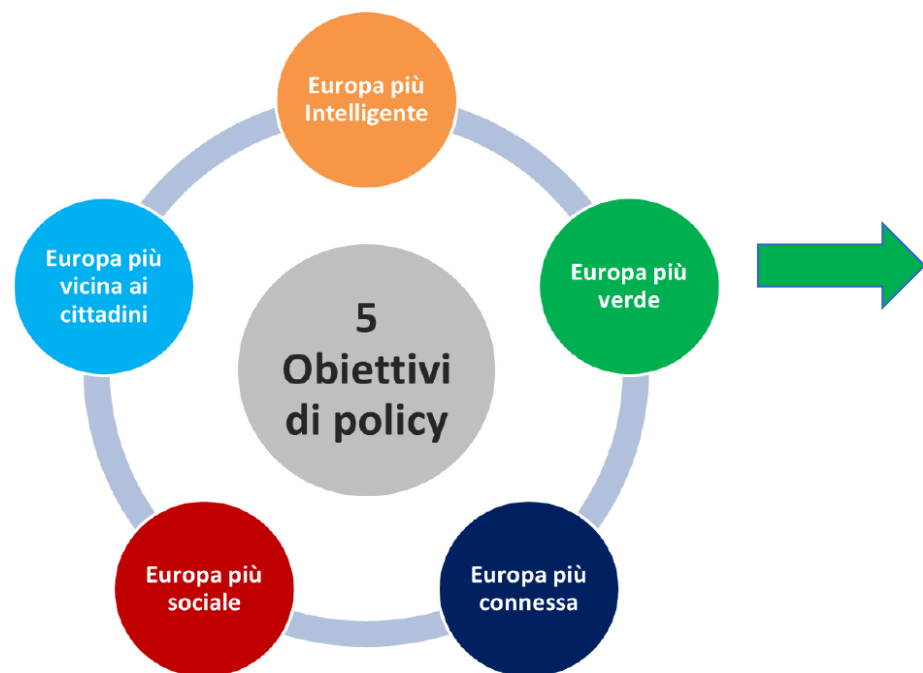 Europa più
Intelligente
Europa più
vicina ai
cittadini
Europa più
verde
5
Obiettivi
di policy
Europa più
sociale
Europa più
connessa